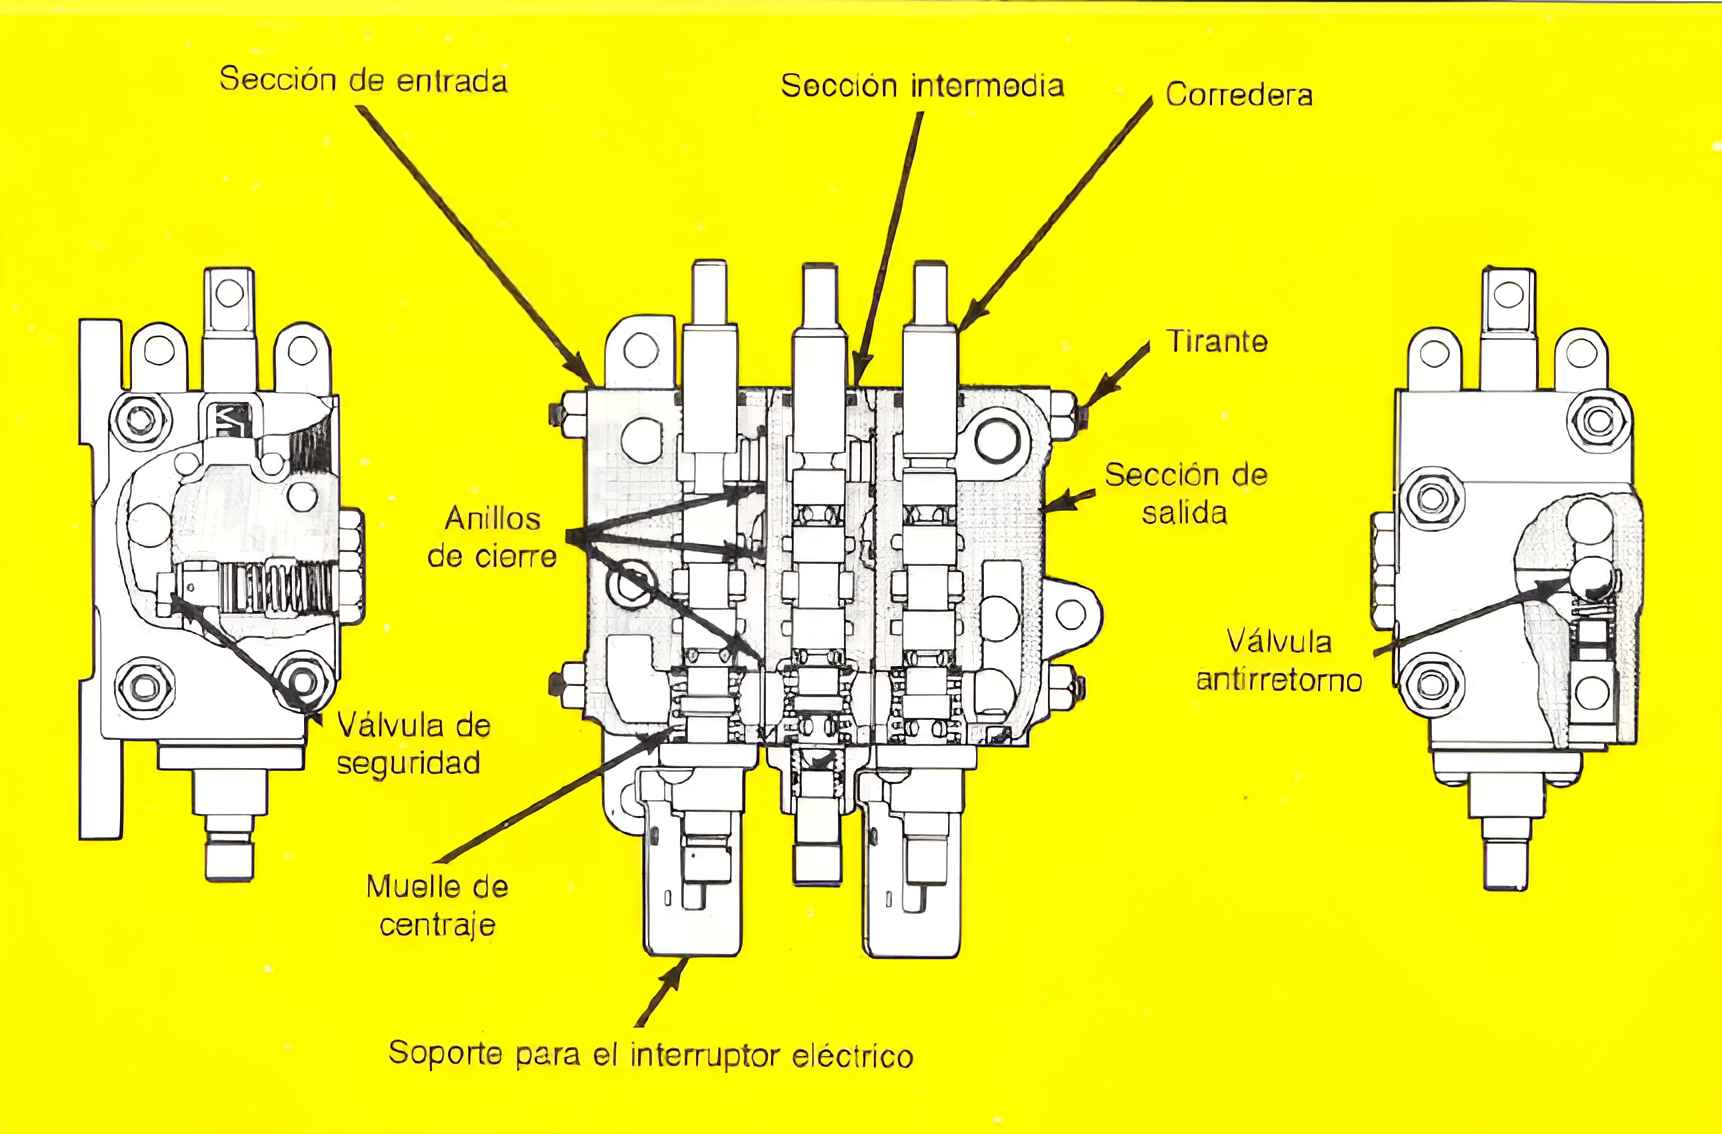 Sección de entrada
Sección intermedia
Corredera
Tirante
Sección de
salida
Anillos
de cierre
Válvula
antirretorno
Válvula de
seguridad
Muelle de
centraje
Soporte para el interruptor eléctrico